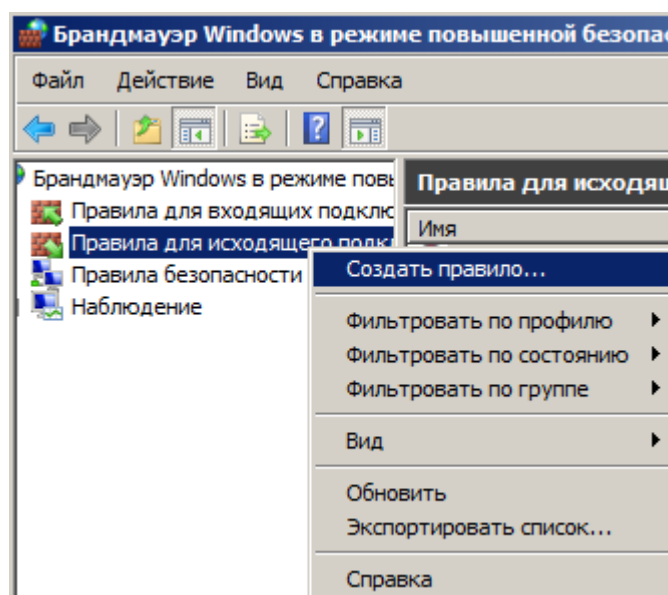 Брандмауэр Windows в режиме повышенной безопас
Файл Действие Вид Справка
Брандмауэр Windows в режиме повы
Правила для входящих подклю
Правила для исходящего подк
Правила безопасности
Наблюдение
Правила для исходящ
Имя
Создать правило...
Фильтровать по профилю
Фильтровать по состоянию
Фильтровать по группе
Вид
Обновить
Экспортировать список...
Справка